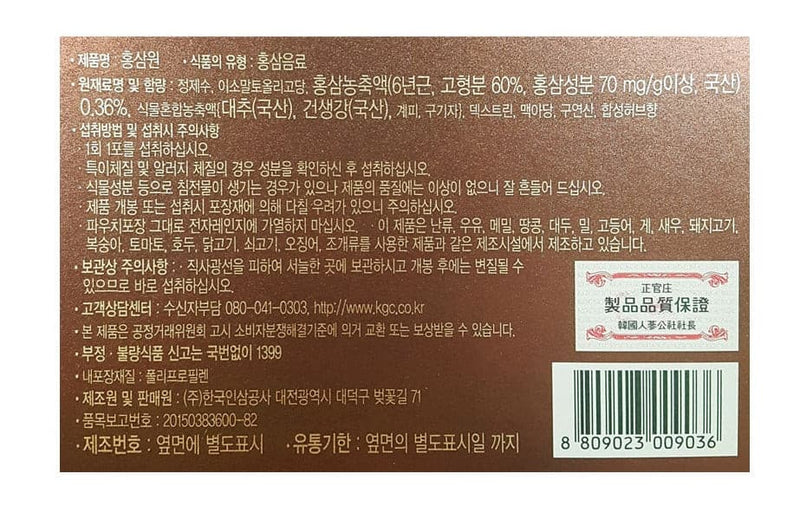 · 제품명 : 홍삼원 · 식품의 유형 : 홍삼음료
· 원재료명 및 함량 : 정제수, 이소말토올리고당, 홍삼농축액(6년근, 고형분 60%, 홍삼성분 70 mg/g이상, 국산)
0.36%, 식물혼합농축액{대추(국산), 건생강(국산), 계피, 구기자}, 덱스트린, 맥아당, 구연산, 합성허브향
· 섭취방법 및 섭취시 주의사항
1회 1포를 섭취하십시오.
특이체질 및 알러지 체질의 경우 성분을 확인하신 후 섭취하십시오.
· 식물성분 등으로 침전물이 생기는 경우가 있으나 제품의 품질에는 이상이 없으니 잘 흔들어 드십시오.
· 제품 개봉 또는 섭취시 포장재에 의해 다칠 우려가 있으니 주의하십시오.
· 파우치포장 그대로 전자레인지에 가열하지 마십시오. · 이 제품은 난류, 우유, 메밀, 땅콩, 대두, 밀, 고등어, 게, 새우, 돼지고기,
복숭아, 토마토, 호두, 닭고기, 쇠고기, 오징어, 조개류를 사용한 제품과 같은 제조시설에서 제조하고 있습니다.
· 보관상 주의사항 : · 직사광선을 피하여 서늘한 곳에 보관하시고 개봉 후에는 변질될 수
있으므로 바로 섭취하십시오.
· 고객상담센터 : 수신자부담 080-041-0303, http://www.kgc.co.kr
· 본 제품은 공정거래위원회 고시 소비자분쟁해결기준에 의거 교환 또는 보상받을 수 있습니다.
· 부정 · 불량식품 신고는 국번없이 1399
· 내포장재질 : 폴리프로필렌
· 제조원 및 판매원 : (주)한국인삼공사 대전광역시 대덕구 벚꽃길 71
· 품목보고번호 : 20150383600-82
· 제조번호 : 옆면에 별도표시 · 유통기한 : 옆면의 별도표시일 까지
正官庄
製品品質保證
韓國人蔘公社社長
8 809023 009036